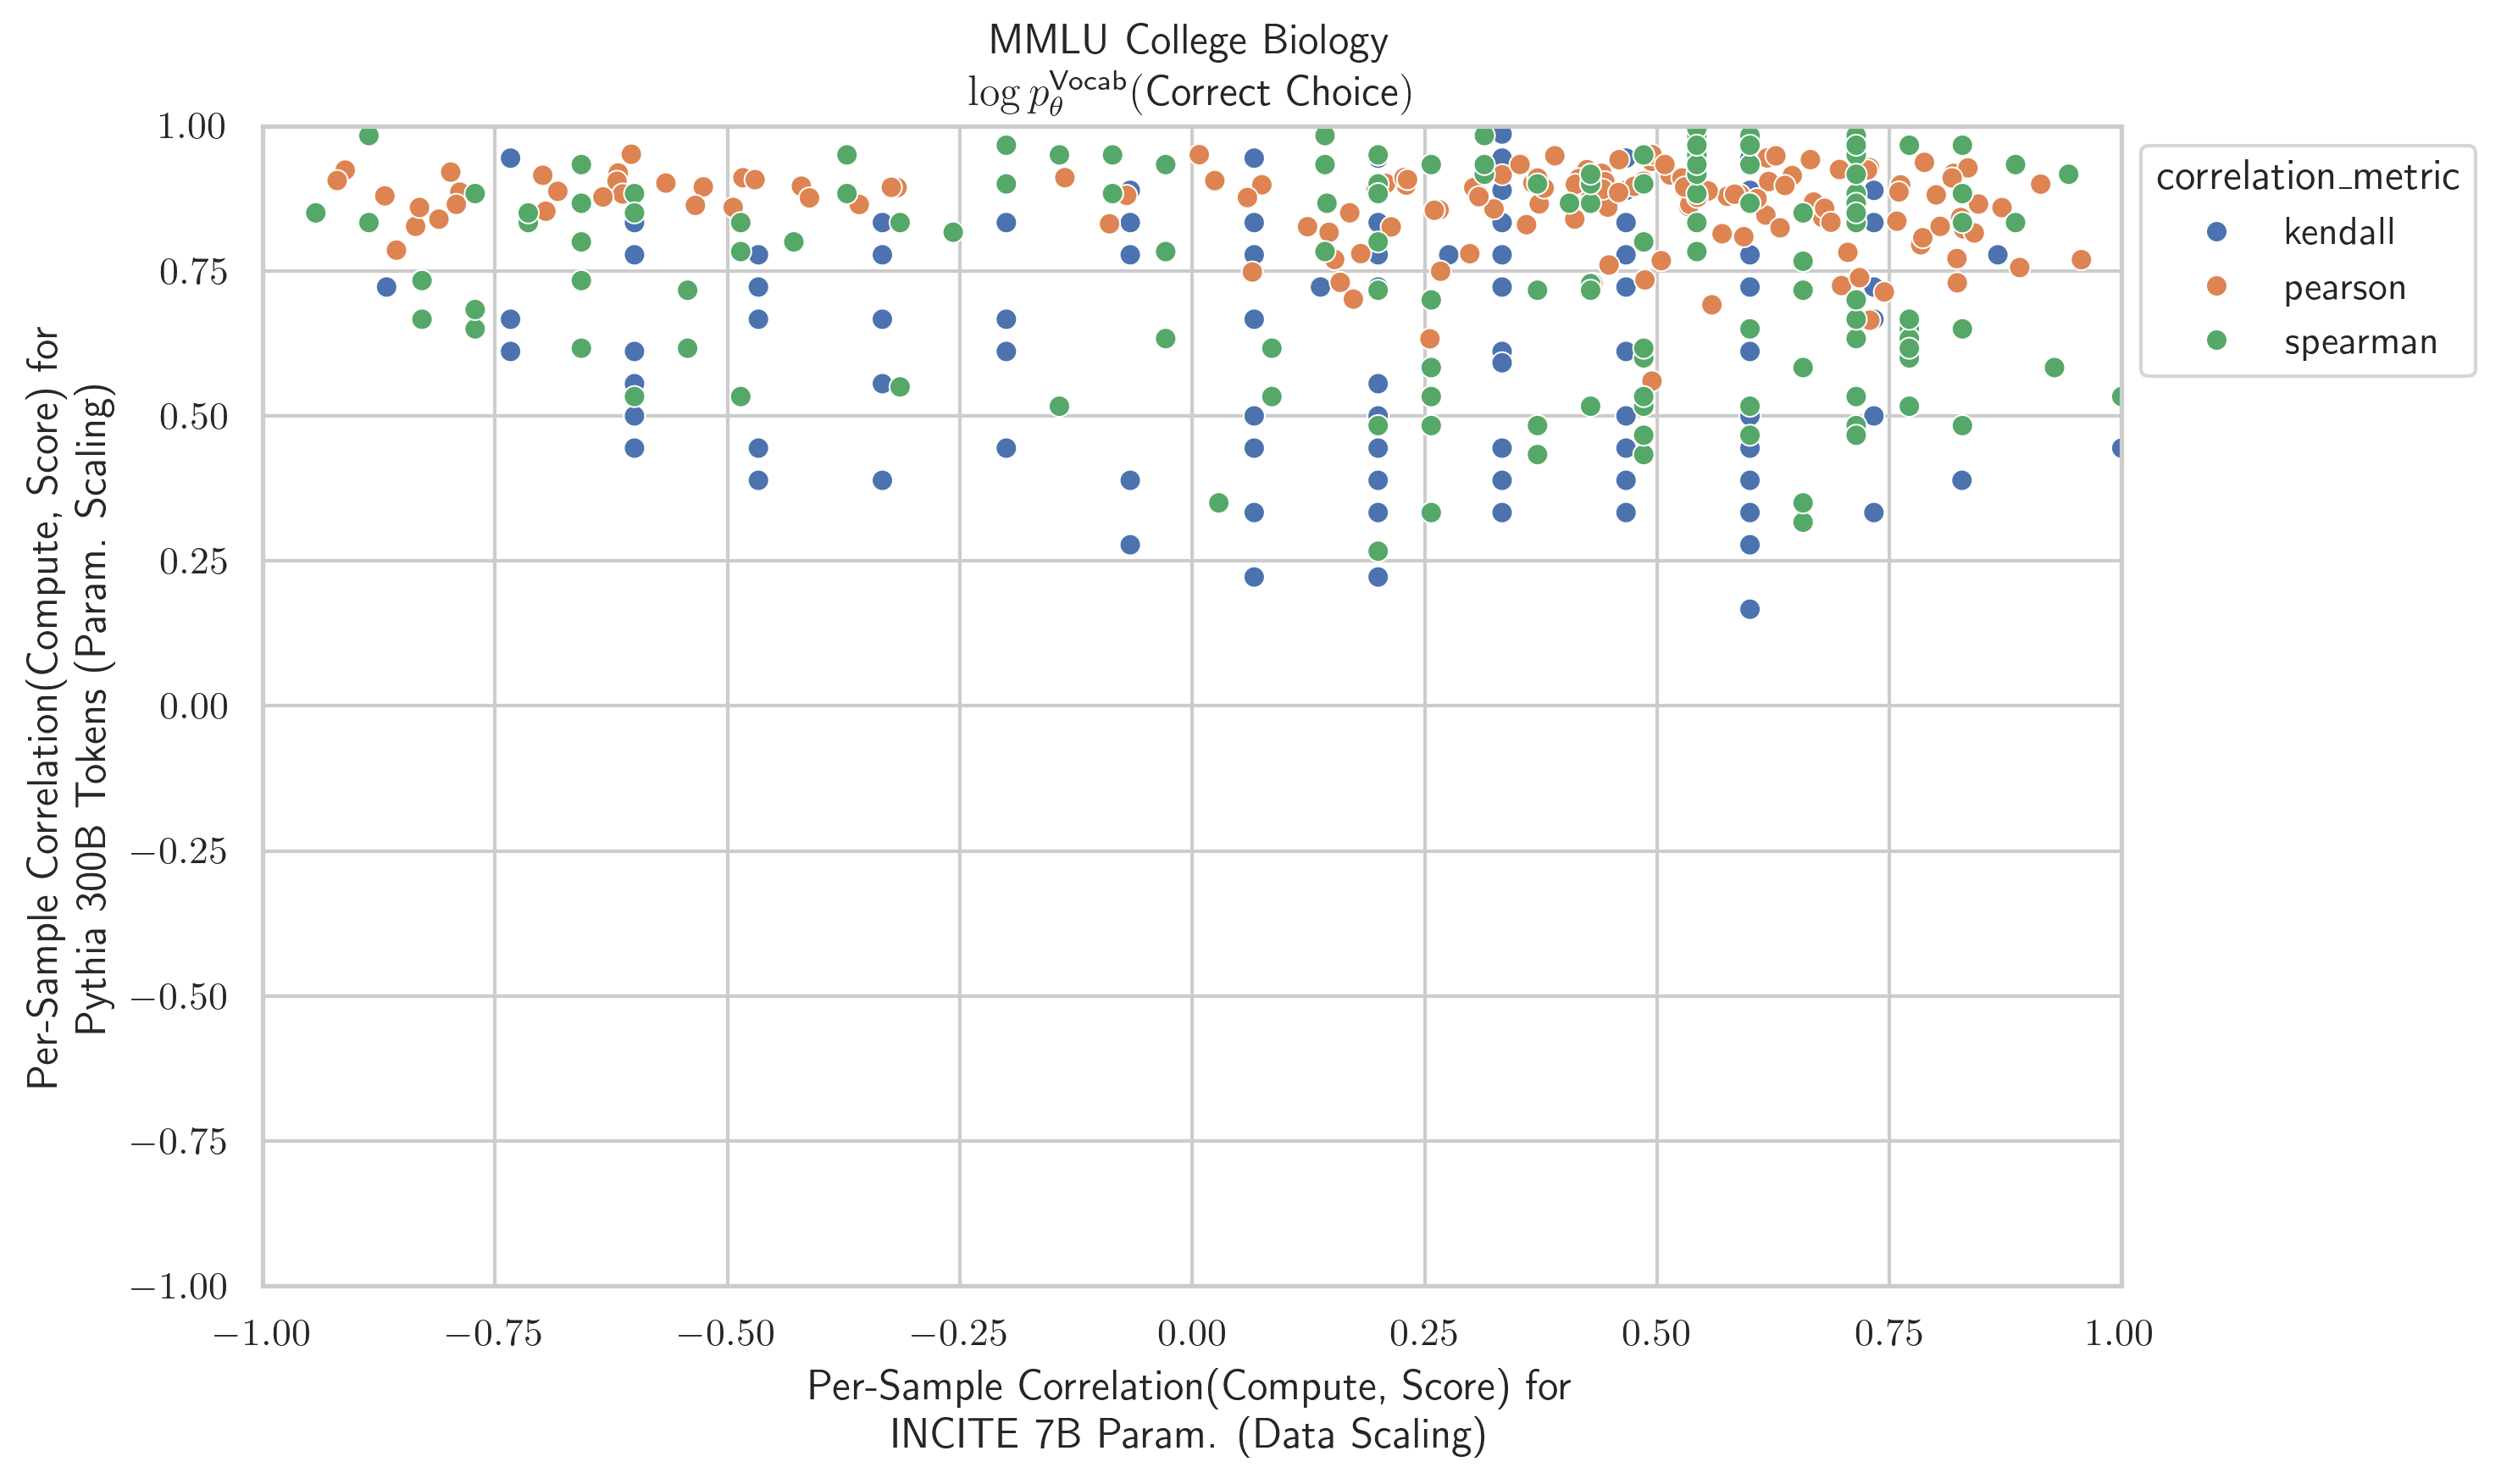 MMLU College Biology
log p_θ^Vocab(Correct Choice)
Per-Sample Correlation(Compute, Score) for
Pythia 300B Tokens (Param. Scaling)
1.00
0.75
0.50
0.25
0.00
−0.25
−0.50
−0.75
−1.00
correlation_metric
kendall
pearson
spearman
−1.00 −0.75 −0.50 −0.25 0.00 0.25 0.50 0.75 1.00
Per-Sample Correlation(Compute, Score) for
INCITE 7B Param. (Data Scaling)